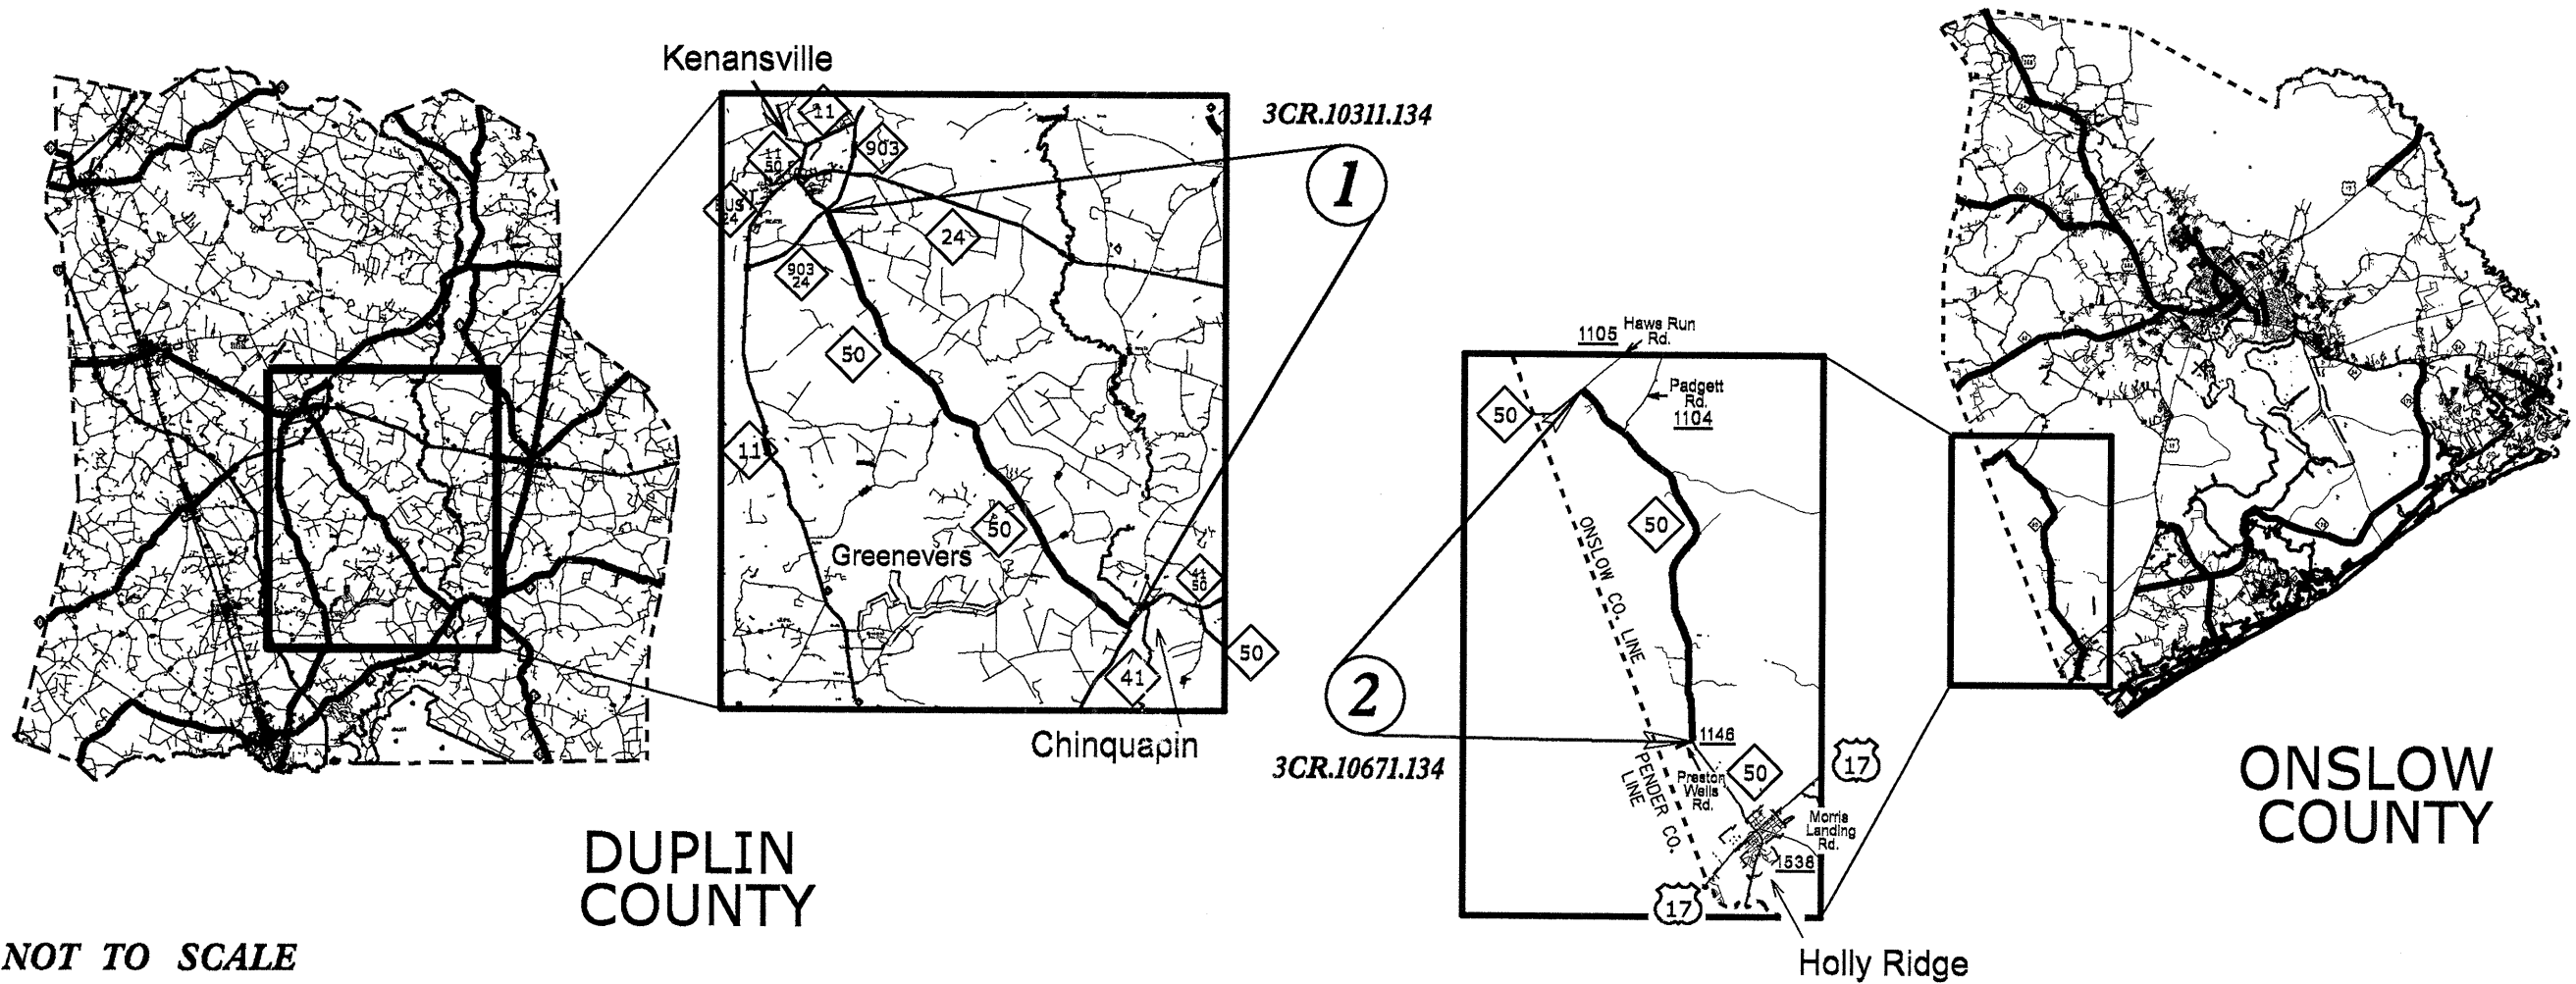 Kenansville
11
903
11
50
BUS
24
24
903
24
50
11
50
Greenevers
41
50
50
41
Chinquapin
3CR.10311.134
1
2
3CR.10671.134
DUPLIN
COUNTY
NOT TO SCALE
1105
Haws Run
Rd.
Padgett
Rd.
1104
50
50
ONSLOW CO. LINE
PENDER CO.
LINE
1146
Preston
Wells
Rd.
50
17
Morris
Landing
Rd.
1538
17
Holly Ridge
ONSLOW
COUNTY